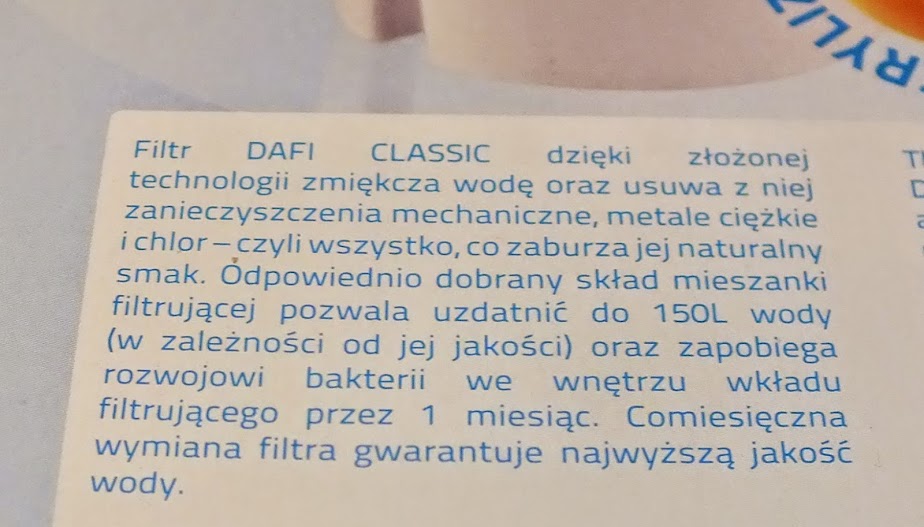 Filtr DAFI CLASSIC dzięki złożonej
technologii zmiękcza wodę oraz usuwa z niej
zanieczyszczenia mechaniczne, metale ciężkie
i chlor – czyli wszystko, co zaburza jej naturalny
smak. Odpowiednio dobrany skład mieszanki
filtrującej pozwala uzdatnić do 150L wody
(w zależności od jej jakości) oraz zapobiega
rozwojowi bakterii we wnętrzu wkładu
filtrującego przez 1 miesiąc. Comiesięczna
wymiana filtra gwarantuje najwyższą jakość
wody.